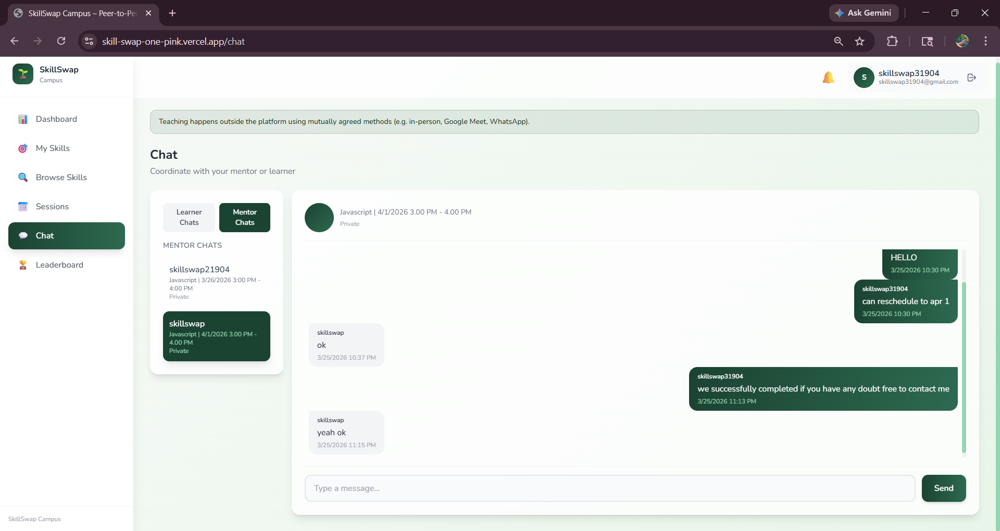 SkillSwap Campus – Peer-to-Pe
Ask Gemini
skill-swap-one-pink.vercel.app/chat
SkillSwap
Campus
S
skillswap31904
skillswap31904@gmail.com
Dashboard
My Skills
Browse Skills
Sessions
Chat
Leaderboard
SkillSwap Campus
Teaching happens outside the platform using mutually agreed methods (e.g. in-person, Google Meet, WhatsApp).
Chat
Coordinate with your mentor or learner
Learner
Chats
Mentor
Chats
MENTOR CHATS
skillswap21904
Javascript | 3/26/2026 3:00 PM -
4:00 PM
Private
skillswap
Javascript | 4/1/2026 3.00 PM -
4.00 PM
Private
Javascript | 4/1/2026 3.00 PM - 4.00 PM
Private
HELLO
3/25/2026 10:30 PM
skillswap31904
can reschedule to apr 1
3/25/2026 10:30 PM
skillswap
ok
3/25/2026 10:37 PM
skillswap31904
we successfully completed if you have any doubt free to contact me
3/25/2026 11:13 PM
skillswap
yeah ok
3/25/2026 11:15 PM
Type a message...
Send